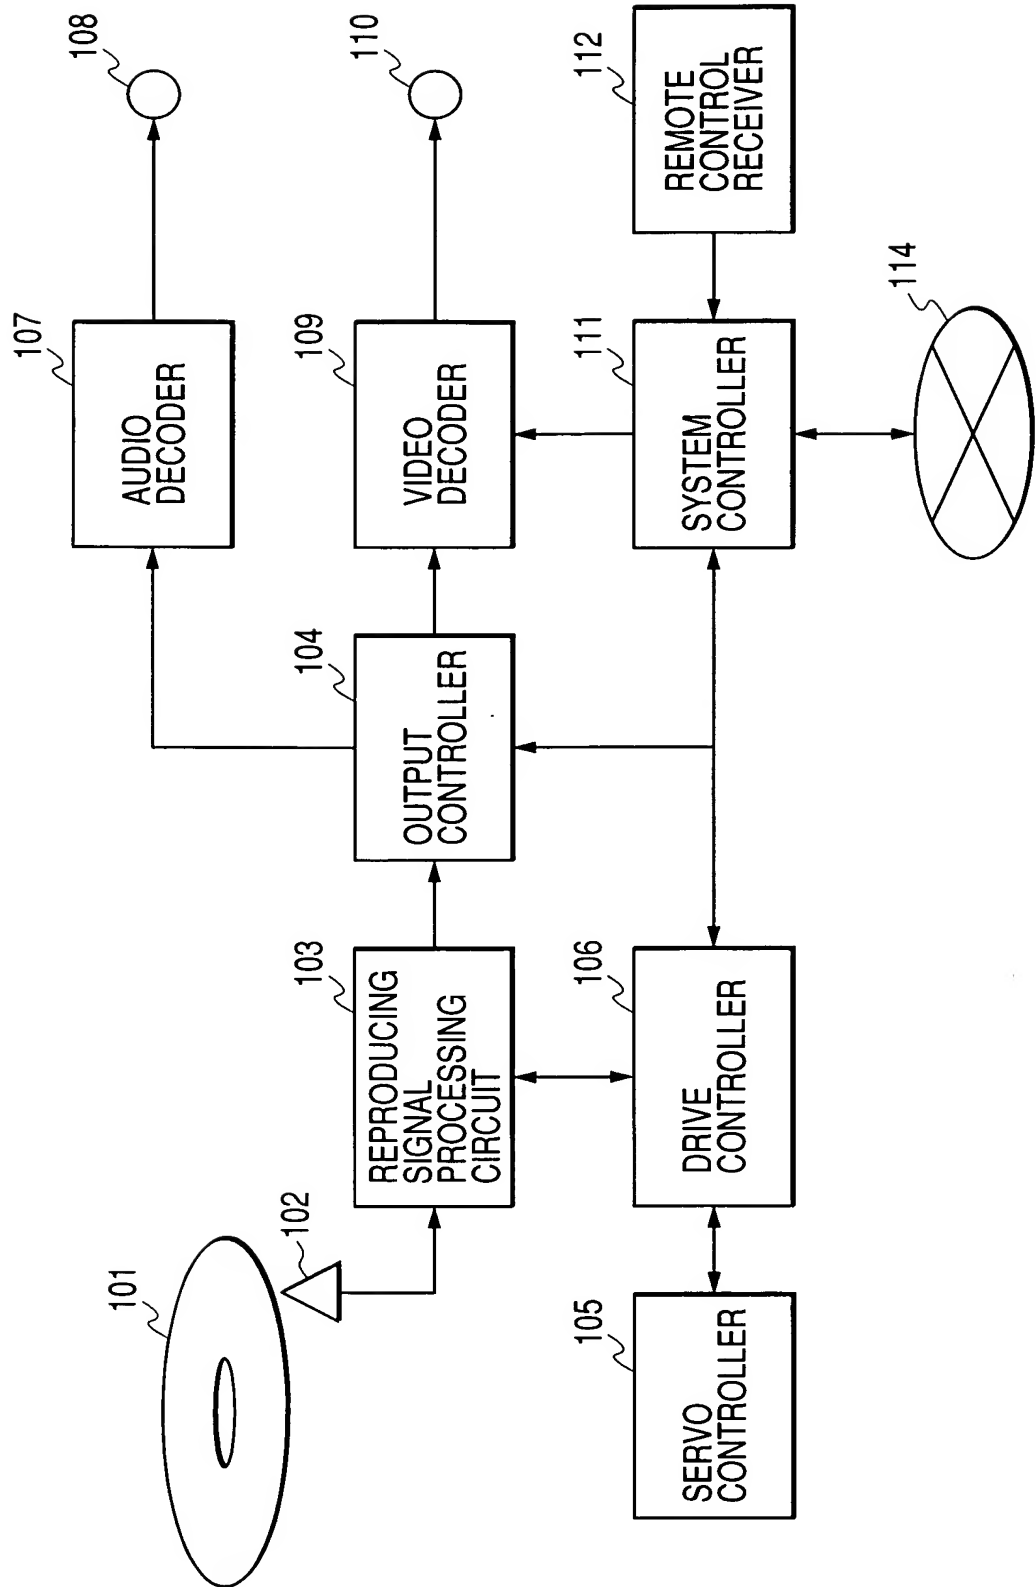 101
102
103
REPRODUCING
SIGNAL
PROCESSING
CIRCUIT
104
OUTPUT
CONTROLLER
107
AUDIO
DECODER
108
109
VIDEO
DECODER
110
105
SERVO
CONTROLLER
106
DRIVE
CONTROLLER
111
SYSTEM
CONTROLLER
112
REMOTE
CONTROL
RECEIVER
114